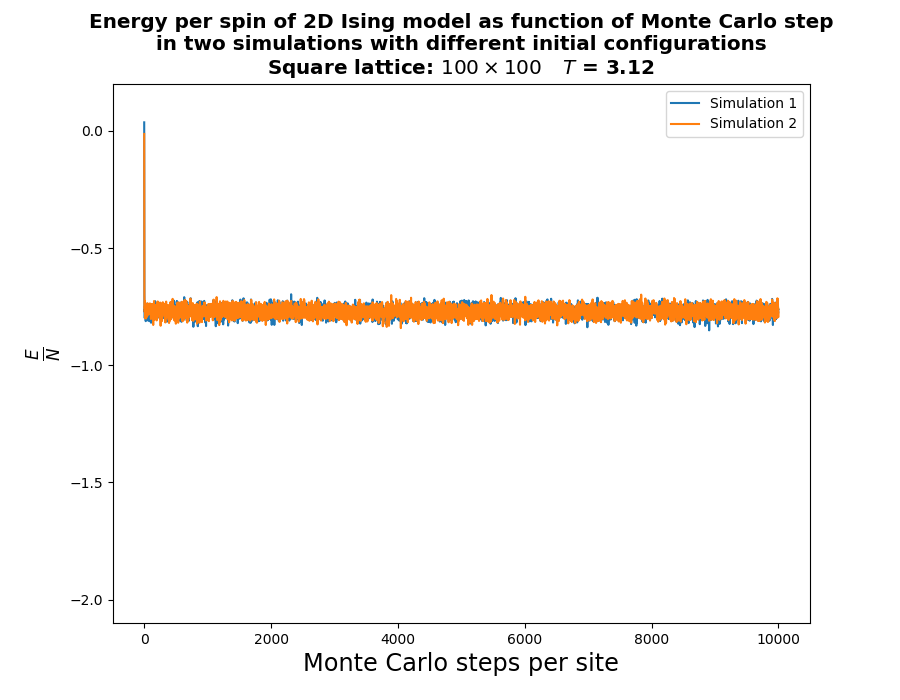 Energy per spin of 2D Ising model as function of Monte Carlo step
in two simulations with different initial configurations
Square lattice: 100 × 100 T = 3.12
Simulation 1
Simulation 2
0.0
−0.5
−1.0
−1.5
−2.0
E
N
0 2000 4000 6000 8000 10000
Monte Carlo steps per site